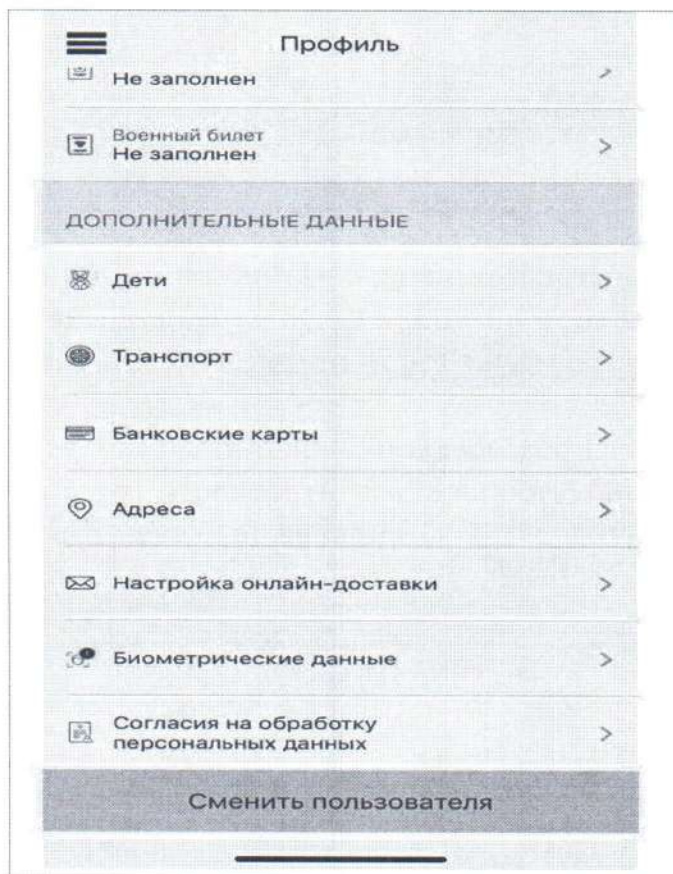 Профиль
Не заполнен
Военный билет
Не заполнен
ДОПОЛНИТЕЛЬНЫЕ ДАННЫЕ
Дети
Транспорт
Банковские карты
Адреса
Настройка онлайн-доставки
Биометрические данные
Согласия на обработку
персональных данных
Сменить пользователя